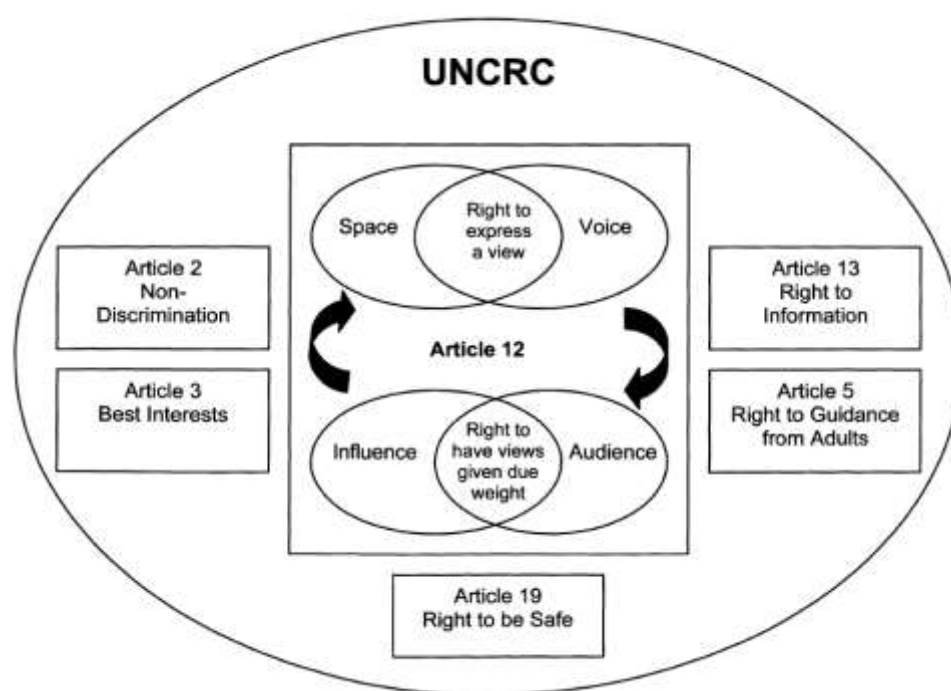 UNCRC
Space
Right to
express
a view
Voice
Article 2
Non-
Discrimination
Article 13
Right to
Information
Article 12
Article 3
Best Interests
Article 5
Right to Guidance
from Adults
Influence
Right to
have views
given due
weight
Audience
Article 19
Right to be Safe